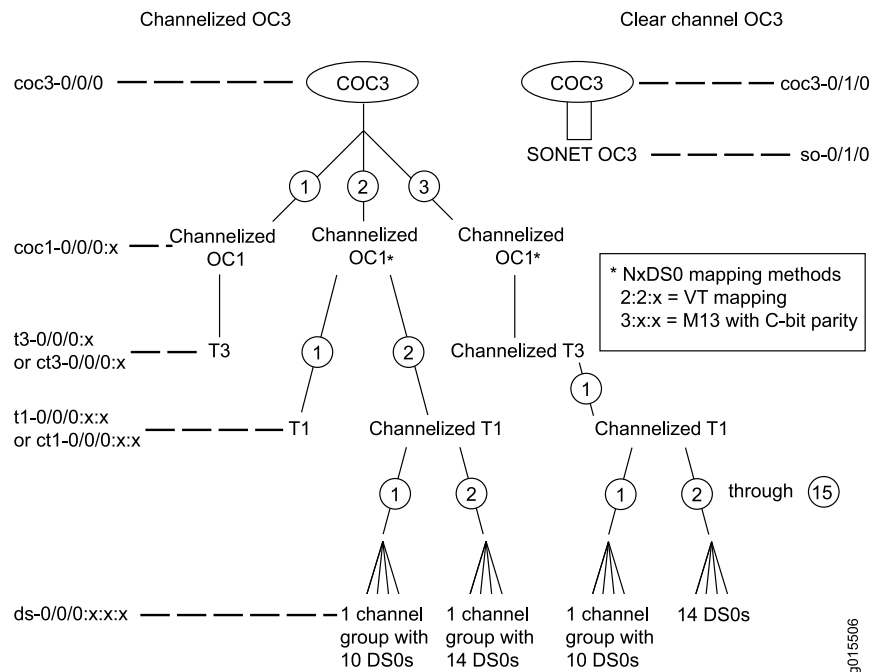 Channelized OC3
Clear channel OC3
coc3-0/0/0
COC3
COC3
coc3-0/1/0
SONET OC3
so-0/1/0
1
2
3
coc1-0/0/0:x
Channelized
OC1
Channelized
OC1*
Channelized
OC1*
* NxDS0 mapping methods
2:2:x = VT mapping
3:x:x = M13 with C-bit parity
t3-0/0/0:x
or ct3-0/0/0:x
T3
1
2
Channelized T3
1
t1-0/0/0:x:x
or ct1-0/0/0:x:x
T1
Channelized T1
Channelized T1
1
2
1
2
through
15
ds-0/0/0:x:x:x
1 channel
group with
10 DS0s
1 channel
group with
14 DS0s
1 channel
group with
10 DS0s
14 DS0s
g015506